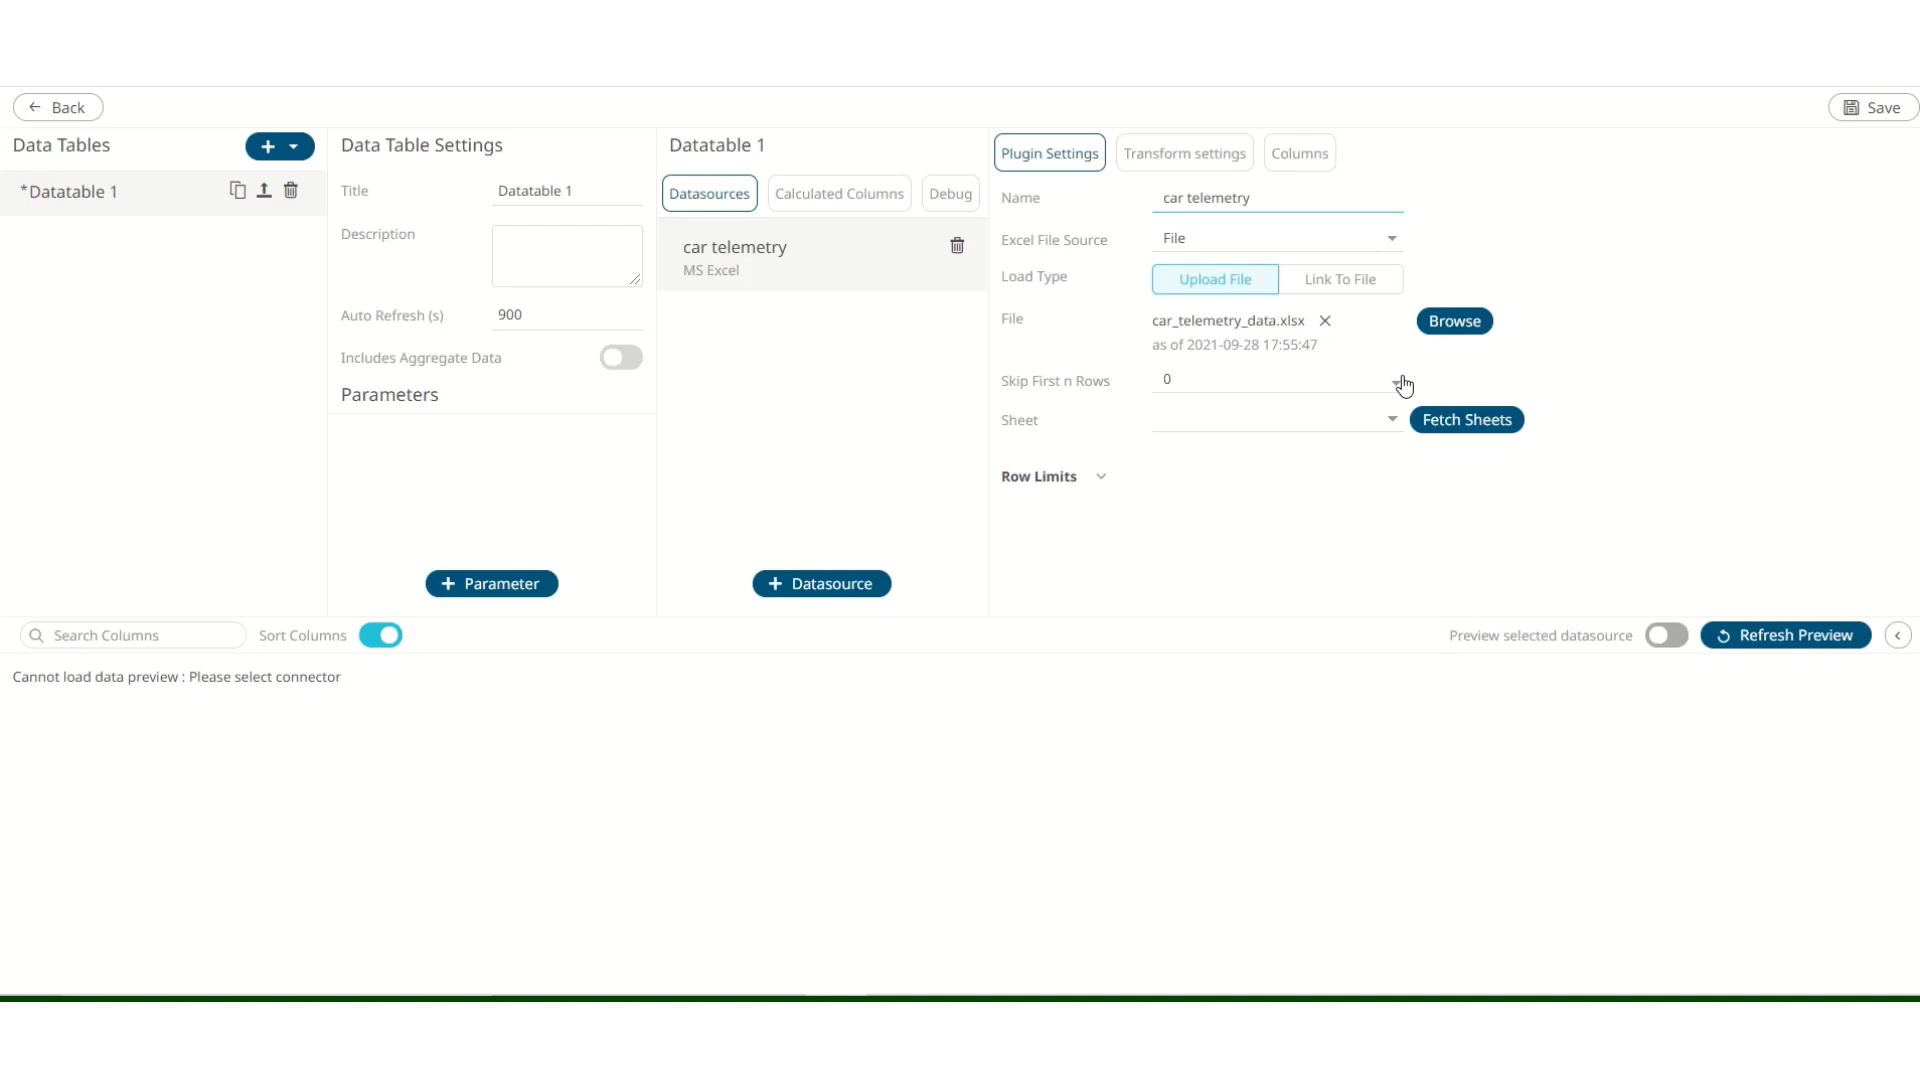 Back
Save
Data Tables
*Datatable 1
Data Table Settings
Title
Datatable 1
Description
Auto Refresh (s)
900
Includes Aggregate Data
Parameters
Parameter
Datatable 1
Datasources
Calculated Columns
Debug
car telemetry
MS Excel
Datasource
Plugin Settings
Transform settings
Columns
Name
car telemetry
Excel File Source
File
Load Type
Upload File
Link To File
File
car_telemetry_data.xlsx
Browse
as of 2021-09-28 17:55:47
Skip First n Rows
0
Sheet
Fetch Sheets
Row Limits
Search Columns
Sort Columns
Preview selected datasource
Refresh Preview
Cannot load data preview : Please select connector